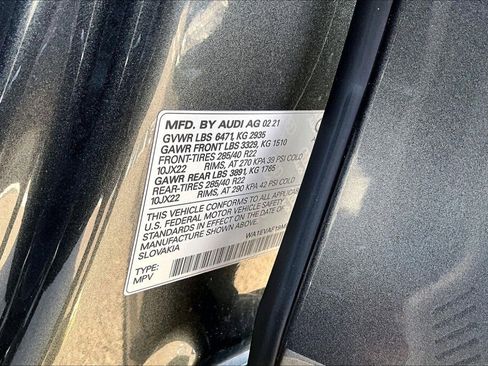 MFD. BY AUDI AG 02 21
GVWR LBS 6471, KG 2935
GAWR FRONT LBS 3329, KG 1510
FRONT-TIRES 285/40 R22
10JX22 RIMS, AT 270 KPA 39 PSI COLD
GAWR REAR LBS 3891, KG 1765
REAR-TIRES 285/40 R22
10JX22 RIMS, AT 290 KPA 42 PSI COLD
THIS VEHICLE CONFORMS TO ALL APPLICABLE
U.S. FEDERAL MOTOR VEHICLE SAFETY
STANDARDS IN EFFECT ON THE DATE OF
MANUFACTURE SHOWN ABOVE.
SLOVAKIA
TYPE:
MPV